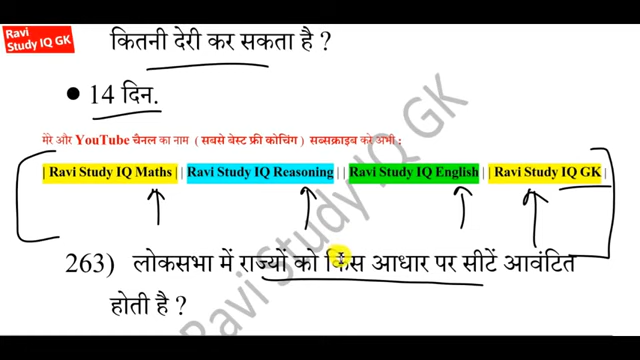 Ravi
Study IQ GK
कितनी देरी कर सकता है ?
• 14 दिन.
मेरे और YouTube चैनल का नाम ( सबसे बेस्ट फ्री कोचिंग ) सब्सक्राइब करे अभी :
| Ravi Study IQ Maths| |Ravi Study IQ Reasoning| | |Ravi Study IQ English| | Ravi Study IQ GK|
263) लोकसभा में राज्यों को किस आधार पर सीटें आवंटित
होती है ?
Ravi Study IQ GK